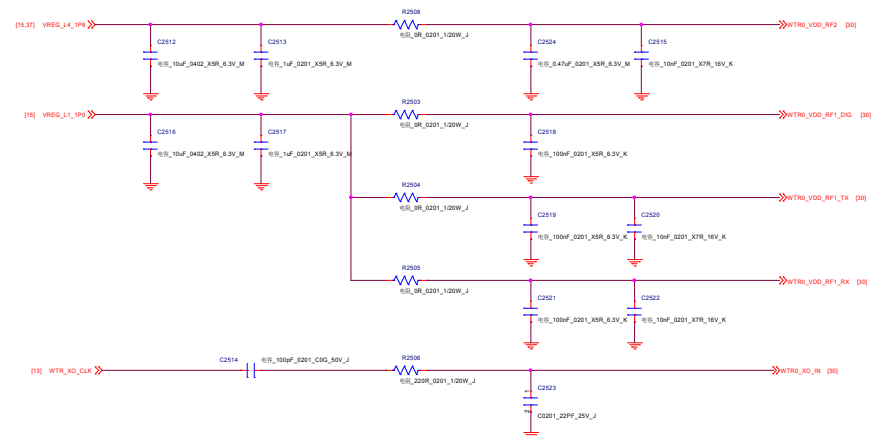 R2508
[15,37] VREG_L4_1P8
WTR0_VDD_RF2 [30]
电阻_0R_0201_1/20W_J
C2512
C2513
C2524
C2515
电容_10uF_0402_X5R_6.3V_M
电容_1uF_0201_X5R_6.3V_M
电容_0.47uF_0201_X5R_6.3V_M
电容_10nF_0201_X7R_16V_K
R2503
[15] VREG_L1_1P0
WTR0_VDD_RF1_DIG [30]
电阻_0R_0201_1/20W_J
C2516
C2517
C2518
电容_10uF_0402_X5R_6.3V_M
电容_1uF_0201_X5R_6.3V_M
电容_100nF_0201_X5R_6.3V_K
R2504
WTR0_VDD_RF1_TX [30]
电阻_0R_0201_1/20W_J
C2519
C2520
电容_100nF_0201_X5R_6.3V_K
电容_10nF_0201_X7R_16V_K
R2505
WTR0_VDD_RF1_RX [30]
电阻_0R_0201_1/20W_J
C2521
C2522
电容_100nF_0201_X5R_6.3V_K
电容_10nF_0201_X7R_16V_K
C2514
电容_100pF_0201_C0G_50V_J
R2506
[13] WTR_XO_CLK
WTR0_XO_IN [30]
电阻_220R_0201_1/20W_J
C2523
1
2
C0201_22PF_25V_J